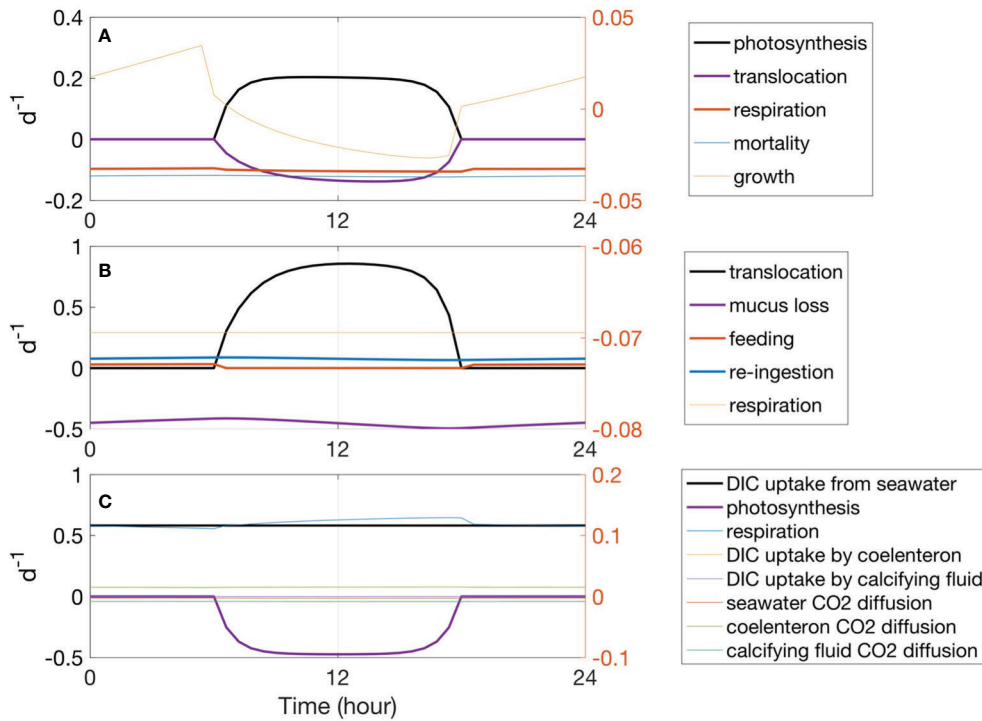 A
0.4
0.2
0
-0.2
d⁻¹
0.05
0
-0.05
0
12
24
photosynthesis
translocation
respiration
mortality
growth
B
1
0.5
0
-0.5
d⁻¹
-0.06
-0.07
-0.08
0
12
24
translocation
mucus loss
feeding
re-ingestion
respiration
C
1
0.5
0
-0.5
d⁻¹
0.2
0.1
0
-0.1
0
12
24
Time (hour)
DIC uptake from seawater
photosynthesis
respiration
DIC uptake by coelenteron
DIC uptake by calcifying fluid
seawater CO2 diffusion
coelenteron CO2 diffusion
calcifying fluid CO2 diffusion